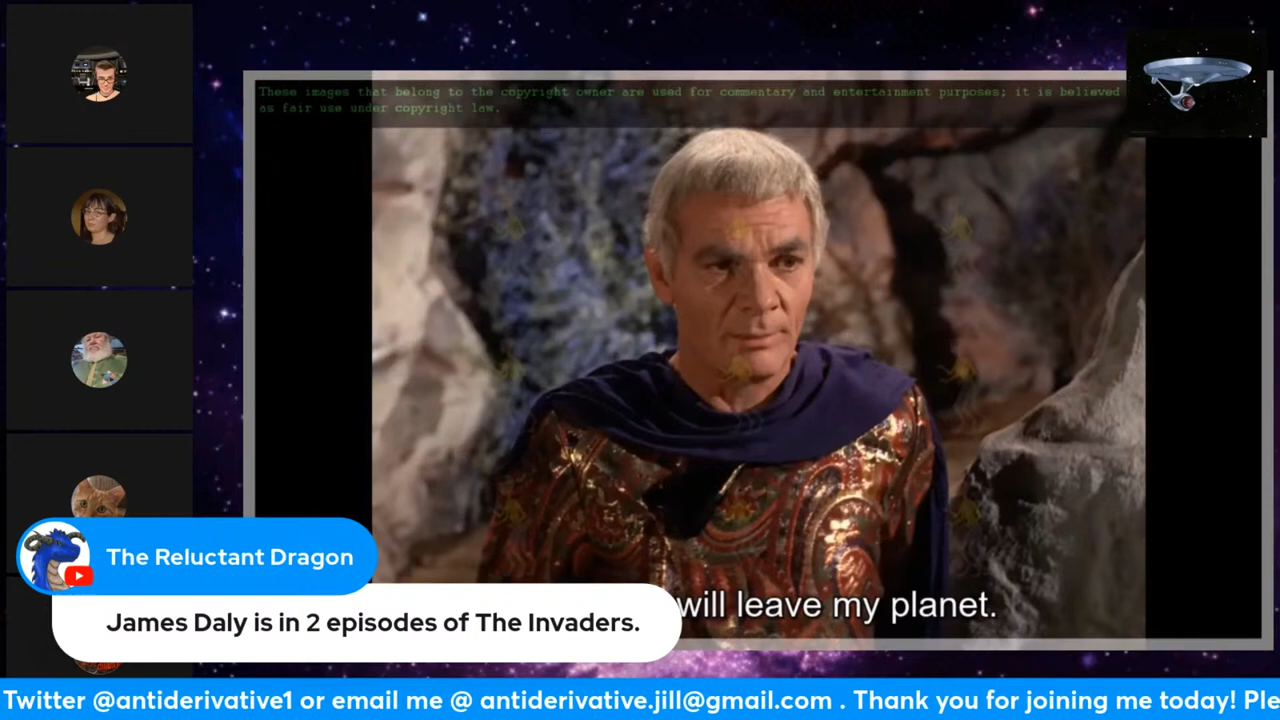 These images that belong to the copyright owner are used for commentary and entertainment purposes; it is believed
as fair use under copyright law.
The Reluctant Dragon
James Daly is in 2 episodes of The Invaders.
will leave my planet.
Twitter @antiderivative1 or email me @ antiderivative.jill@gmail.com . Thank you for joining me today! Ple